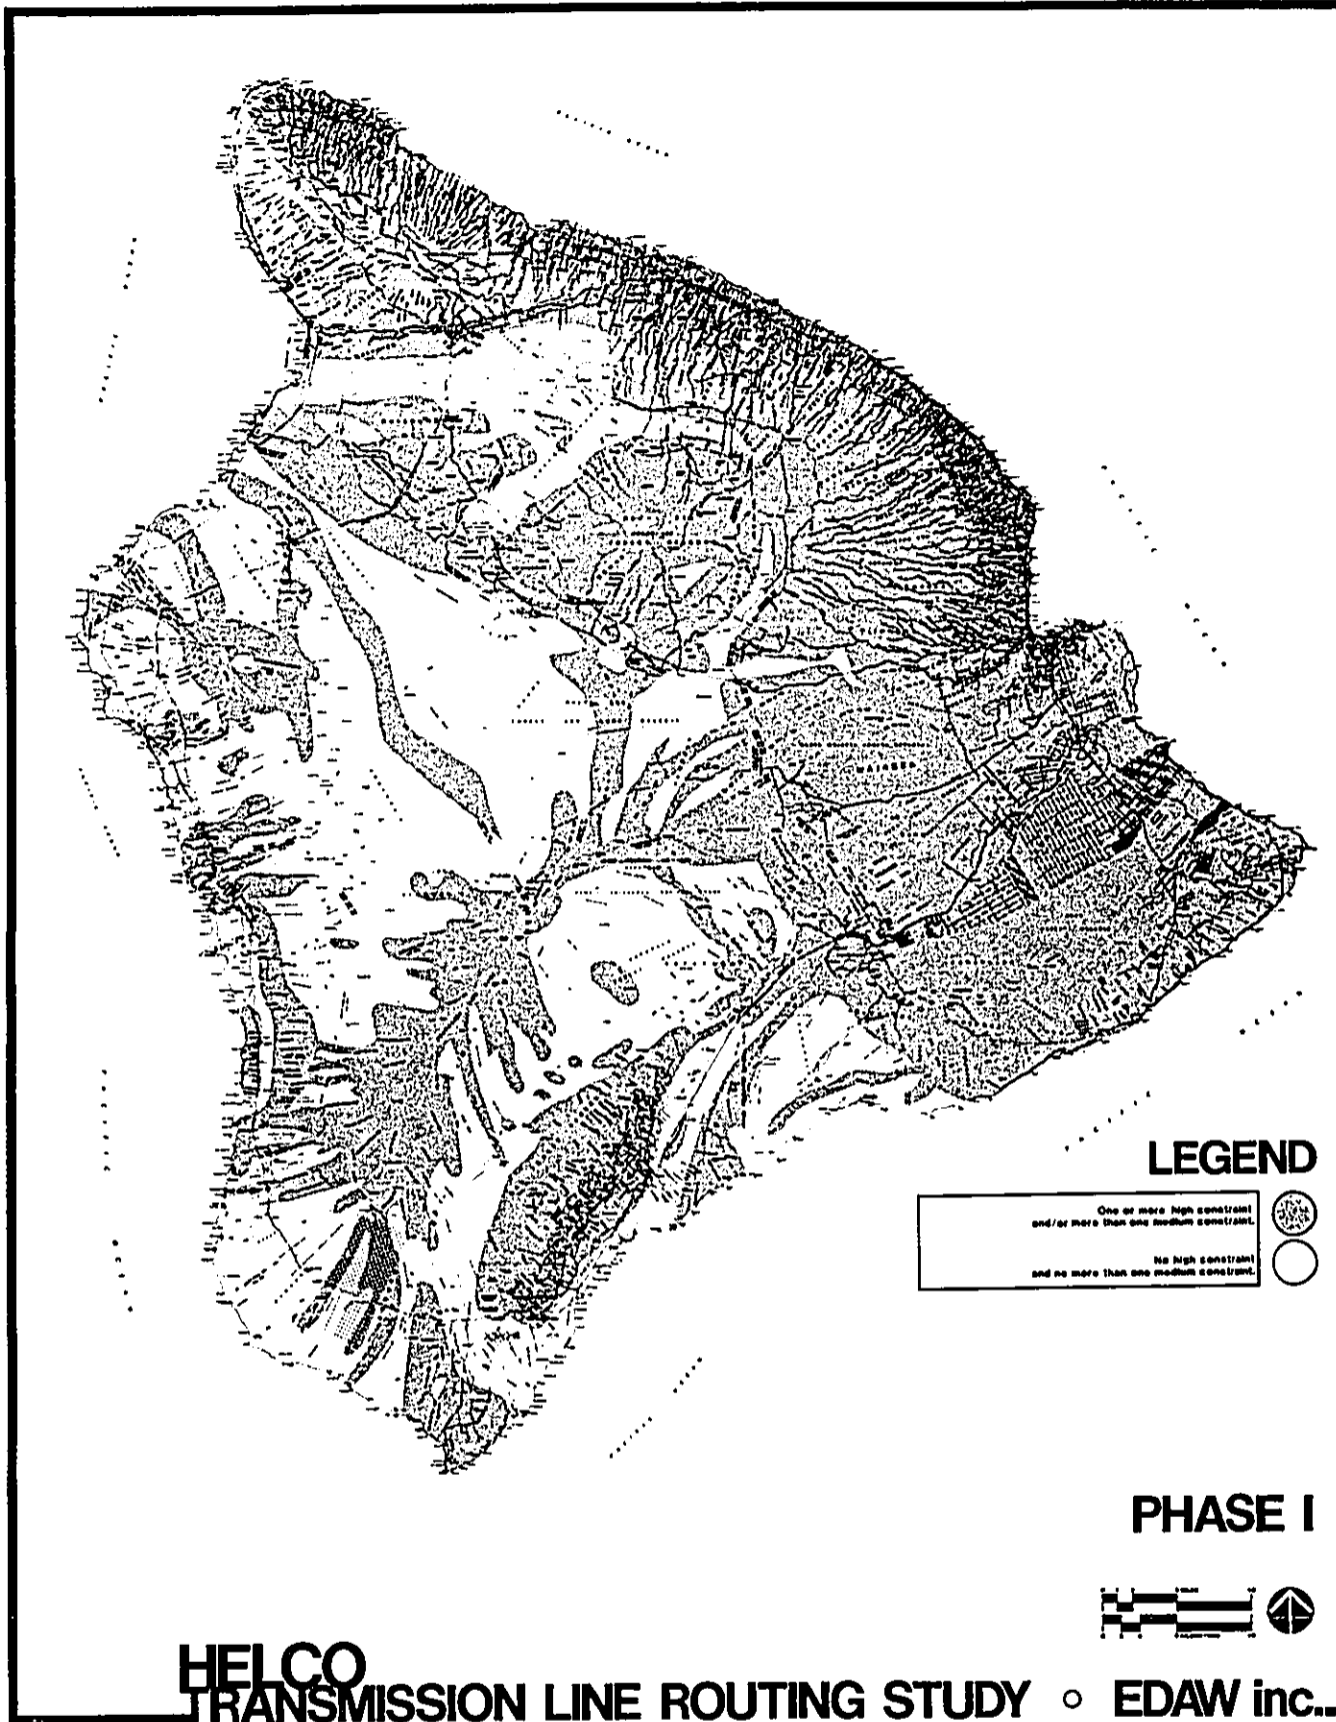 LEGEND
One or more high constraint
and/or more than one medium constraint.
No high constraint
and no more than one medium constraint.
PHASE I
HELCO
TRANSMISSION LINE ROUTING STUDY ○ EDAW inc.